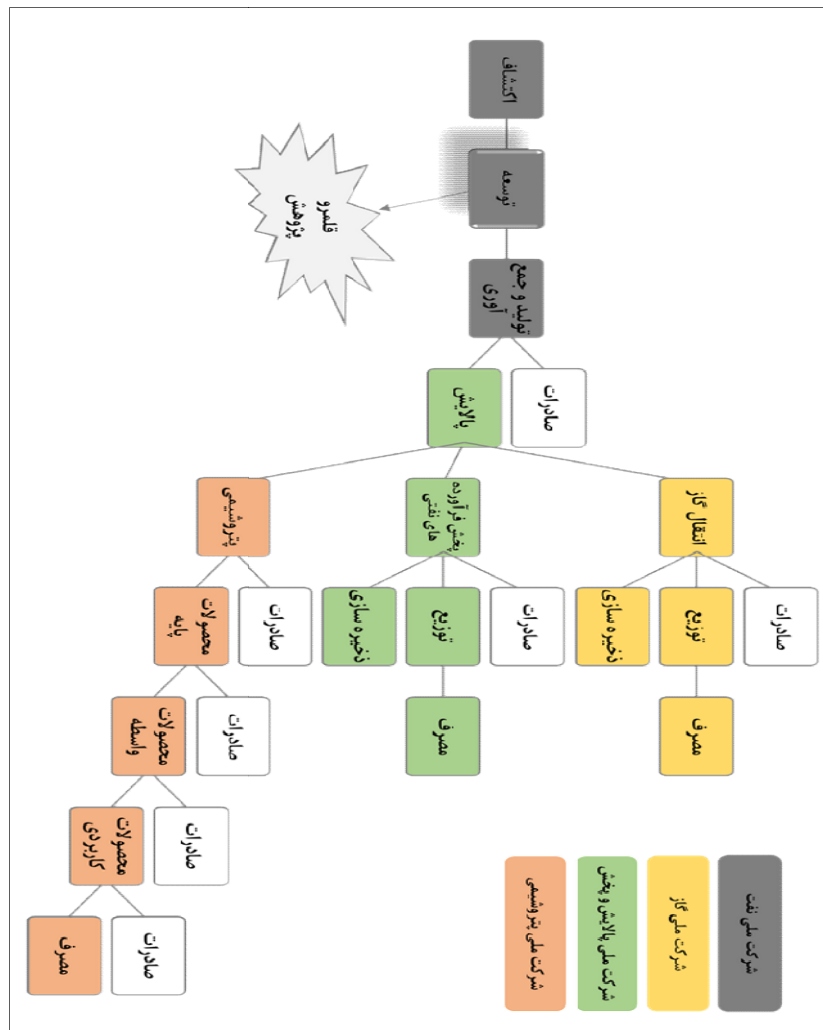 اکتشاف
توسعه
قلمرو
پژوهش
تولید و جمع
آوری
صادرات
پالایش
انتقال گاز
پخش فرآورده
های نفتی
پتروشیمی
صادرات
توزیع
ذخیره سازی
صادرات
توزیع
ذخیره سازی
صادرات
محصولات
پایه
مصرف
مصرف
صادرات
محصولات
واسطه
صادرات
محصولات
کاربردی
صادرات
مصرف
شرکت ملی نفت
شرکت ملی گاز
شرکت ملی پالایش و پخش
شرکت ملی پتروشیمی